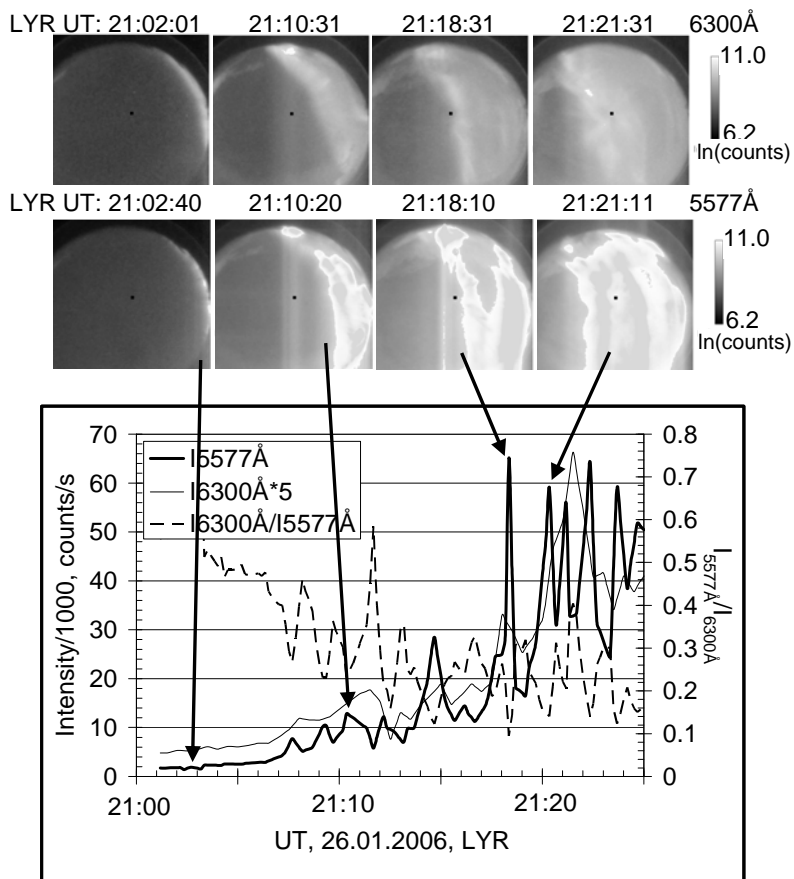 LYR UT: 21:02:01 21:10:31 21:18:31 21:21:31 6300Å
11.0
6.2
ln(counts)
LYR UT: 21:02:40 21:10:20 21:18:10 21:21:11 5577Å
11.0
6.2
ln(counts)
I5577Å
I6300Å*5
I6300Å/I5577Å
Intensity/1000, counts/s
70
60
50
40
30
20
10
0
0.8
0.7
0.6
0.5
0.4
0.3
0.2
0.1
0
I5577Å/I6300Å
21:00 21:10 21:20
UT, 26.01.2006, LYR